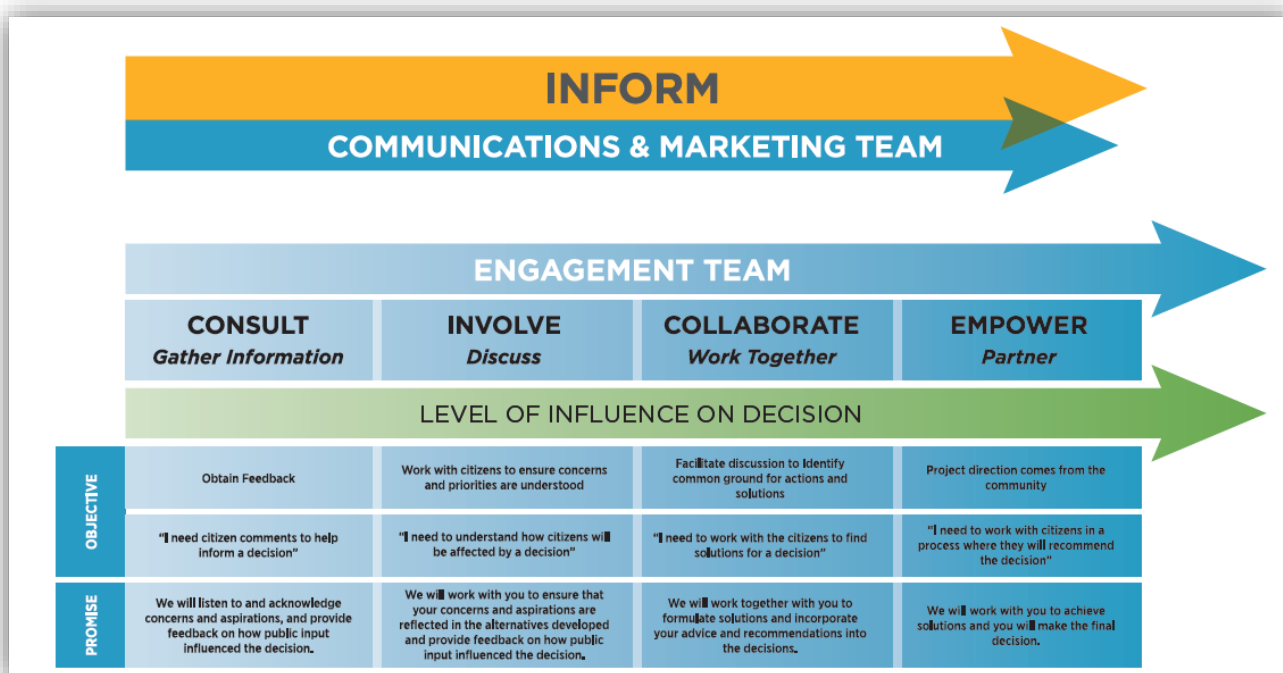 INFORM
COMMUNICATIONS & MARKETING TEAM
ENGAGEMENT TEAM
CONSULT
Gather Information
INVOLVE
Discuss
COLLABORATE
Work Together
EMPOWER
Partner
LEVEL OF INFLUENCE ON DECISION
OBJECTIVE
Obtain Feedback
Work with citizens to ensure concerns
and priorities are understood
Facilitate discussion to Identify
common ground for actions and
solutions
Project direction comes from the
community
"I need citizen comments to help
inform a decision"
"I need to understand how citizens will
be affected by a decision"
"I need to work with the citizens to find
solutions for a decision"
"I need to work with citizens in a
process where they will recommend
the decision"
PROMISE
We will listen to and acknowledge
concerns and aspirations, and provide
feedback on how public input
influenced the decision.
We will work with you to ensure that
your concerns and aspirations are
reflected in the alternatives developed
and provide feedback on how public
input influenced the decision.
We will work together with you to
formulate solutions and incorporate
your advice and recommendations into
the decisions.
We will work with you to achieve
solutions and you will make the final
decision.